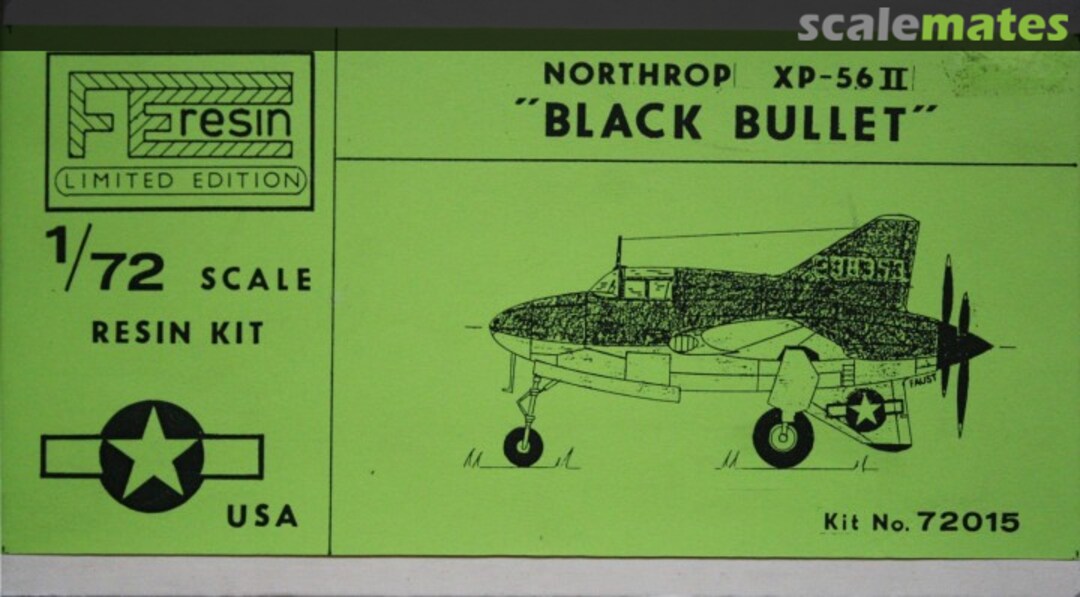 scalemates
FE resin
LIMITED EDITION
1/72 SCALE
RESIN KIT
USA
NORTHROP XP-56 II
"BLACK BULLET"
FAUST
Kit No. 72015